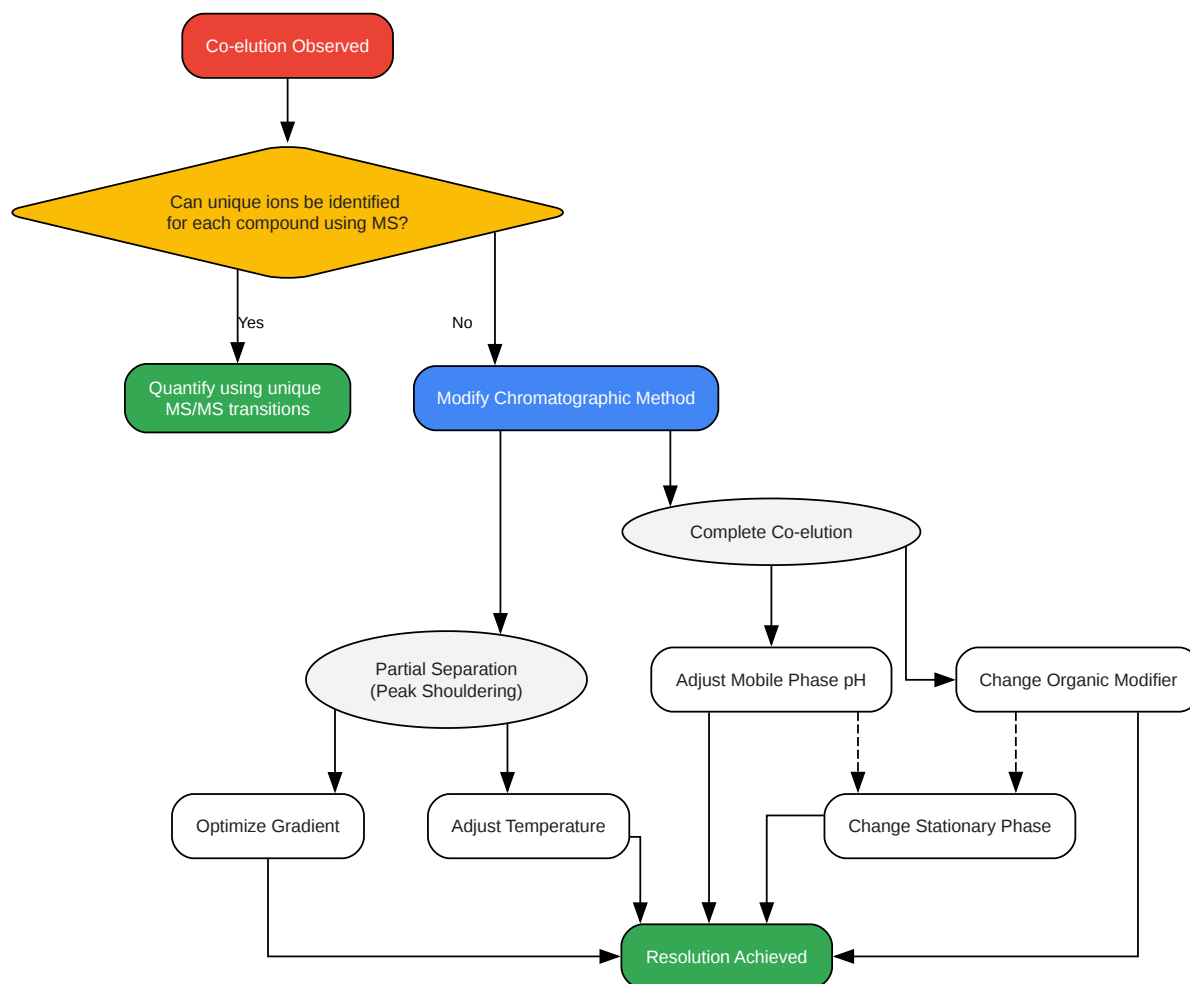 Co-elution Observed
Can unique ions be identified
for each compound using MS?
Yes
No
Quantify using unique
MS/MS transitions
Modify Chromatographic Method
Complete Co-elution
Partial Separation
(Peak Shouldering)
Adjust Mobile Phase pH
Change Organic Modifier
Optimize Gradient
Adjust Temperature
Change Stationary Phase
Resolution Achieved